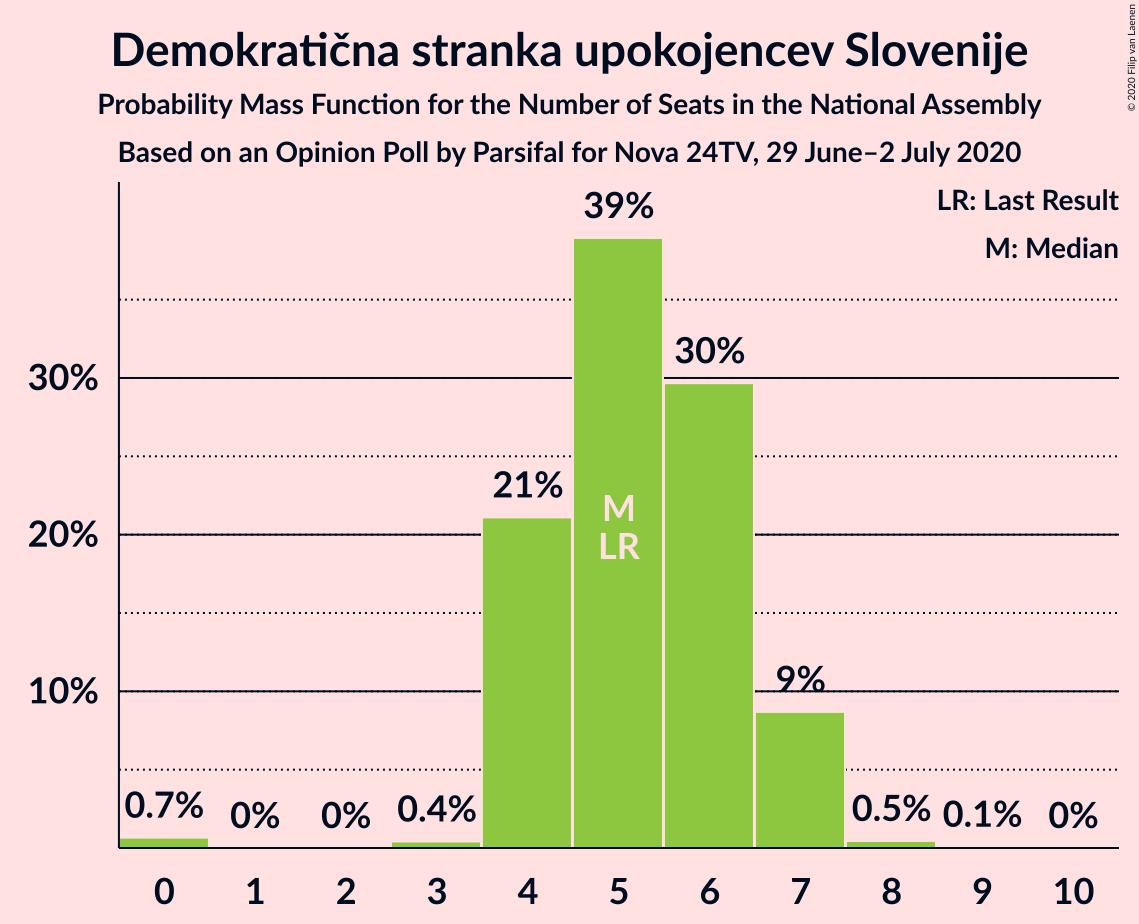 Demokratična stranka upokojencev Slovenije
Probability Mass Function for the Number of Seats in the National Assembly
Based on an Opinion Poll by Parsifal for Nova 24TV, 29 June–2 July 2020
© 2020 Filip van Laenen
LR: Last Result
M: Median
39%
30%
30%
21%
M
20%
LR
10%
9%
0.7%
0%
0%
0.4%
0.5%
0.1%
0%
0 1 2 3 4 5 6 7 8 9 10